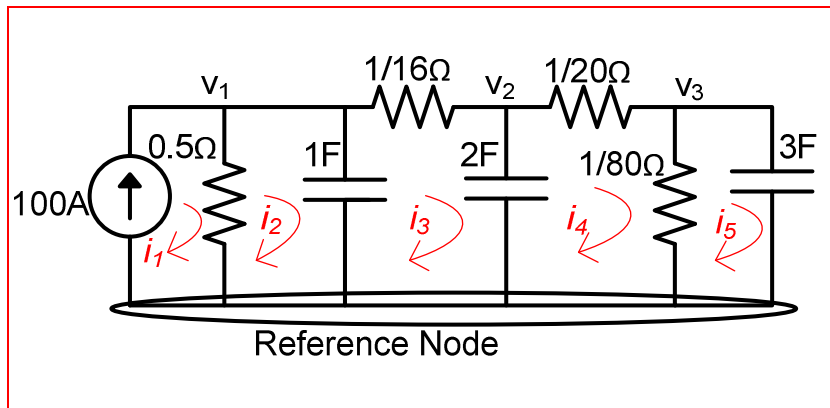 1/16Ω
v2
1/20Ω
v1
v3
0.5Ω
1F
2F
1/80Ω
3F
100A
i1
i2
i3
i4
i5
Reference Node